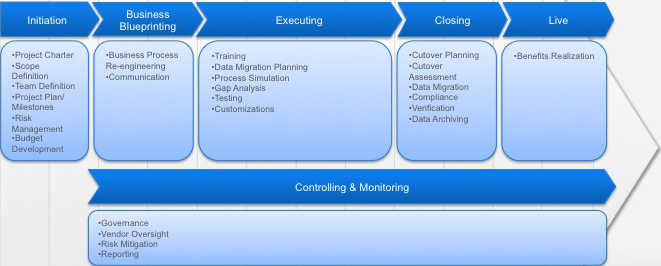 Initiation
Business
Blueprinting
Executing
Closing
Live
•Project Charter
•Scope
Definition
•Team Definition
•Project Plan/
Milestones
•Risk
Management
•Budget
Development
•Business Process
Re-engineering
•Communication
•Training
•Data Migration Planning
•Process Simulation
•Gap Analysis
•Testing
•Customizations
•Cutover Planning
•Cutover
Assessment
•Data Migration
•Compliance
•Verification
•Data Archiving
•Benefits Realization
Controlling & Monitoring
•Governance
•Vendor Oversight
•Risk Mitigation
•Reporting